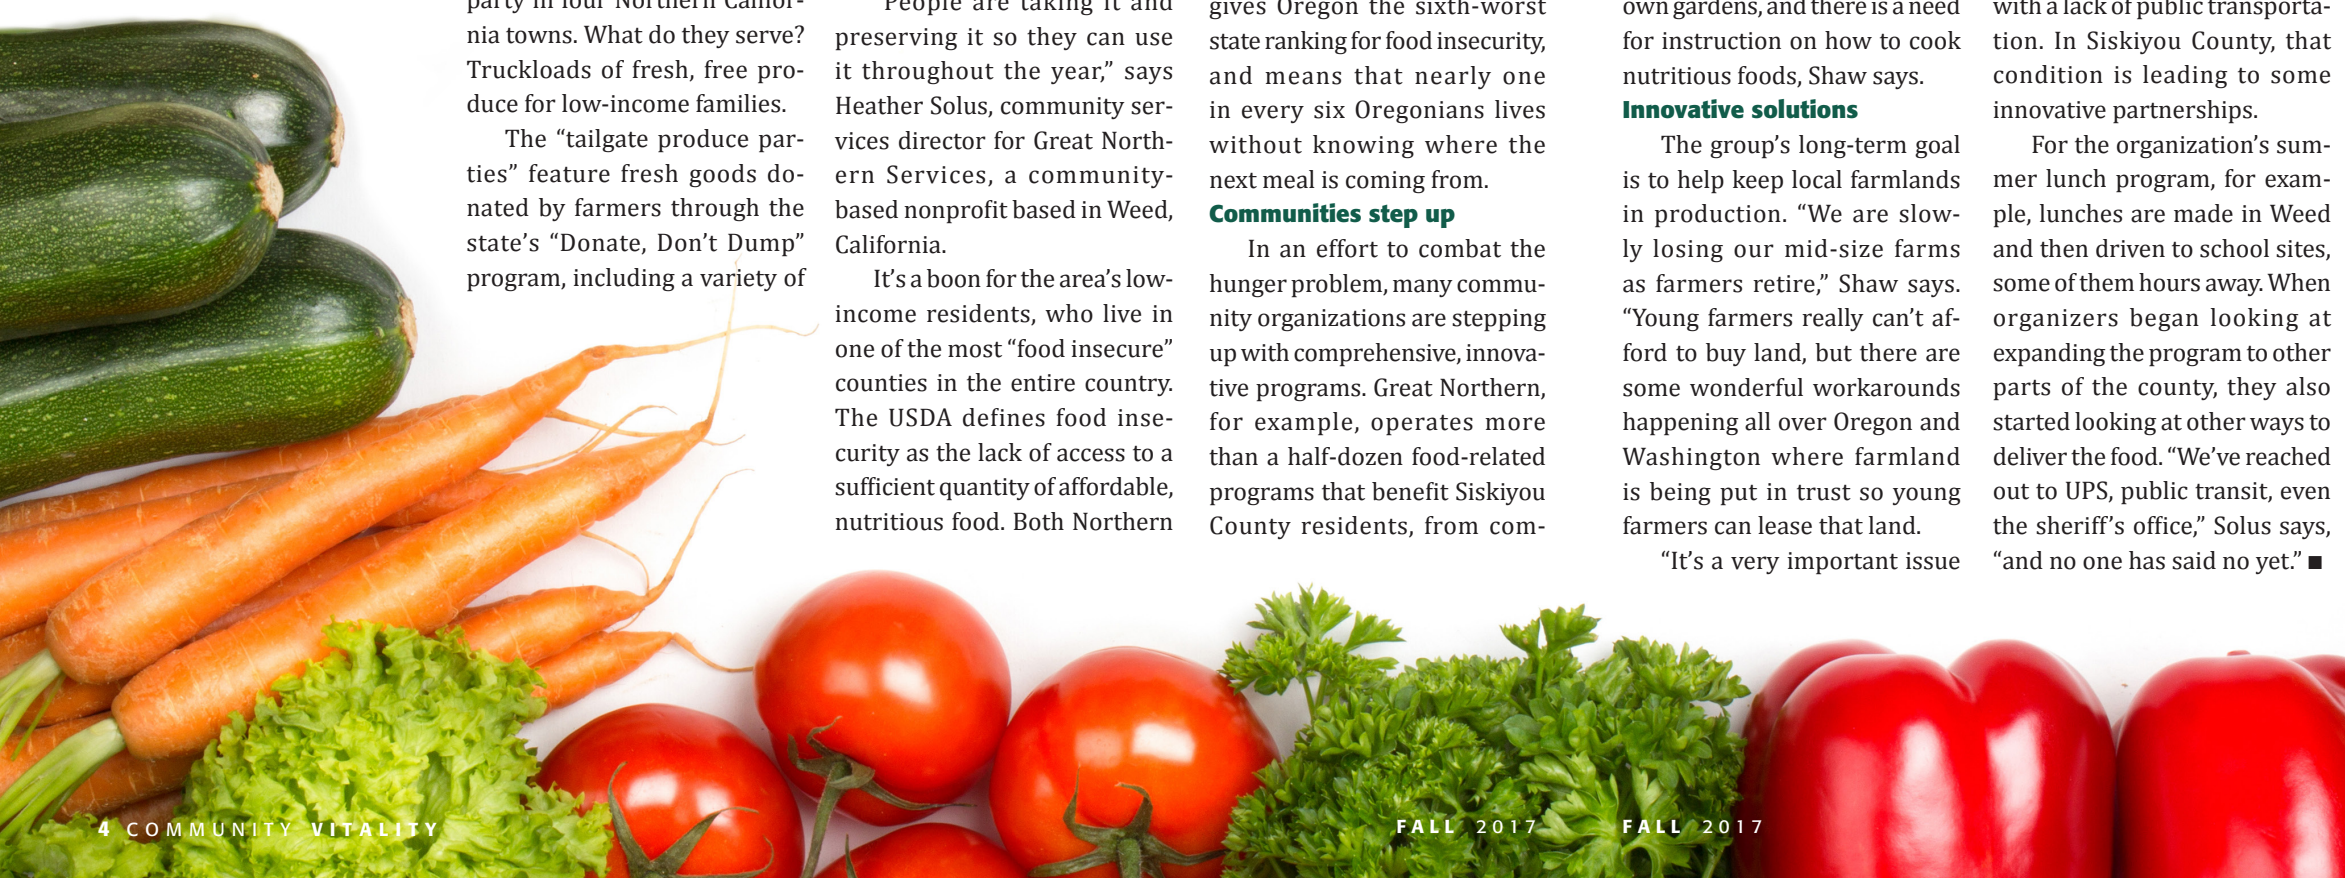 party in four Northern Califor-
nia towns. What do they serve?
Truckloads of fresh, free pro-
duce for low-income families.
The “tailgate produce par-
ties” feature fresh goods do-
nated by farmers through the
state’s “Donate, Don’t Dump”
program, including a variety of
People are taking it and
preserving it so they can use
it throughout the year,” says
Heather Solus, community ser-
vices director for Great North-
ern Services, a community-
based nonprofit based in Weed,
California.
It’s a boon for the area’s low-
income residents, who live in
one of the most “food insecure”
counties in the entire country.
The USDA defines food inse-
curity as the lack of access to a
sufficient quantity of affordable,
nutritious food. Both Northern
gives Oregon the sixth-worst
state ranking for food insecurity,
and means that nearly one
in every six Oregonians lives
without knowing where the
next meal is coming from.
Communities step up
In an effort to combat the
hunger problem, many commu-
nity organizations are stepping
up with comprehensive, innova-
tive programs. Great Northern,
for example, operates more
than a half-dozen food-related
programs that benefit Siskiyou
County residents, from com-
own gardens, and there is a need
for instruction on how to cook
nutritious foods, Shaw says.
Innovative solutions
The group’s long-term goal
is to help keep local farmlands
in production. “We are slow-
ly losing our mid-size farms
as farmers retire,” Shaw says.
“Young farmers really can’t af-
ford to buy land, but there are
some wonderful workarounds
happening all over Oregon and
Washington where farmland
is being put in trust so young
farmers can lease that land.
“It’s a very important issue
with a lack of public transporta-
tion. In Siskiyou County, that
condition is leading to some
innovative partnerships.
For the organization’s sum-
mer lunch program, for exam-
ple, lunches are made in Weed
and then driven to school sites,
some of them hours away. When
organizers began looking at
expanding the program to other
parts of the county, they also
started looking at other ways to
deliver the food. “We’ve reached
out to UPS, public transit, even
the sheriff’s office,” Solus says,
“and no one has said no yet.” ■
4 COMMUNITY VITALITY
FALL 2017
FALL 2017